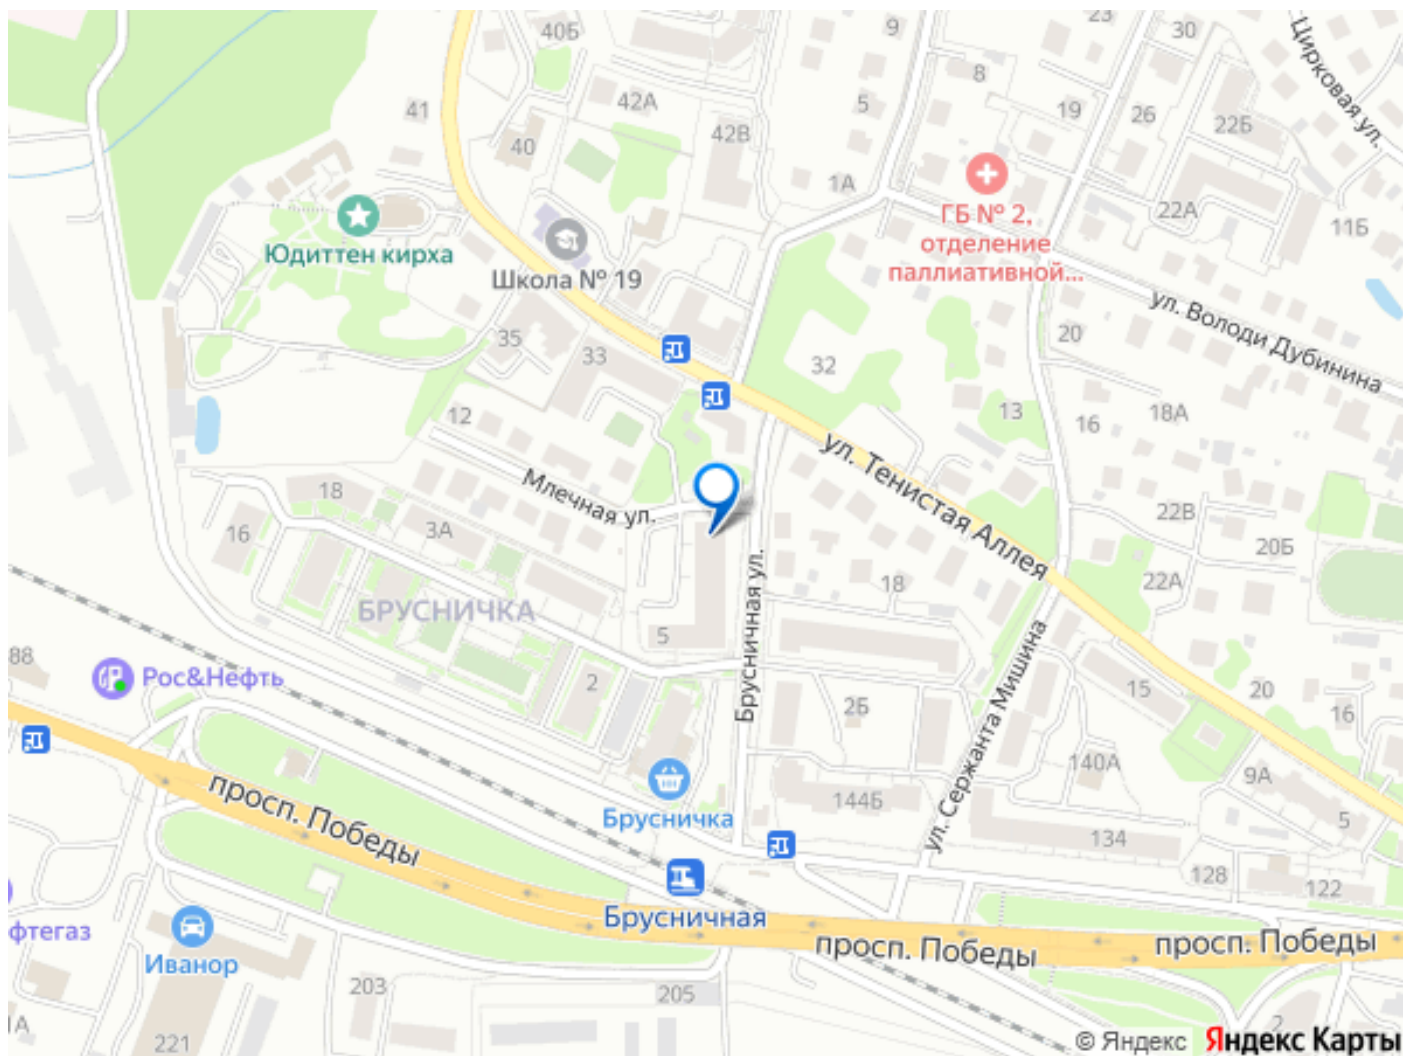 40Б
9
23
30
Цирковая ул.
8
41
42А
5
19
26
22Б
42В
40
1А
22А
11Б
ГБ № 2,
отделение
паллиативной...
Юдиттен кирха
Школа № 19
ул. Володи Дубинина
35
33
32
20
12
13
16
18А
ул. Тенистая Аллея
18
Млечная ул.
16
3А
22В
20Б
22А
18
Брусничная ул.
БРУСНИЧКА
5
ул. Сержанта Мишина
88
Рос&Нефть
2
2Б
15
20
16
140А
9А
просп. Победы
Брусничка
144Б
134
5
128
122
Брусничная
просп. Победы
просп. Победы
фтегаз
Иванор
203
205
1А
221
2
© Яндекс Яндекс Карты